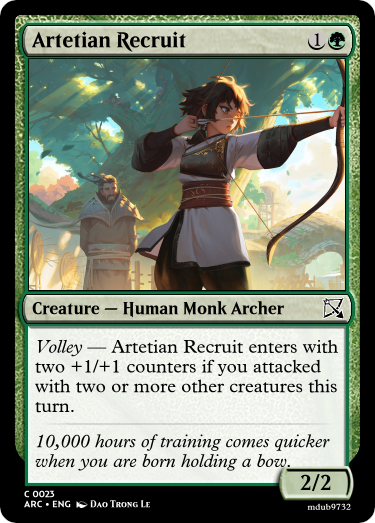 Artetian Recruit 1
Creature — Human Monk Archer
Volley — Artetian Recruit enters with
two +1/+1 counters if you attacked
with two or more other creatures this
turn.
10,000 hours of training comes quicker
when you are born holding a bow.
2/2
C 0023
ARC • ENG Dao Trong Le
mdub9732